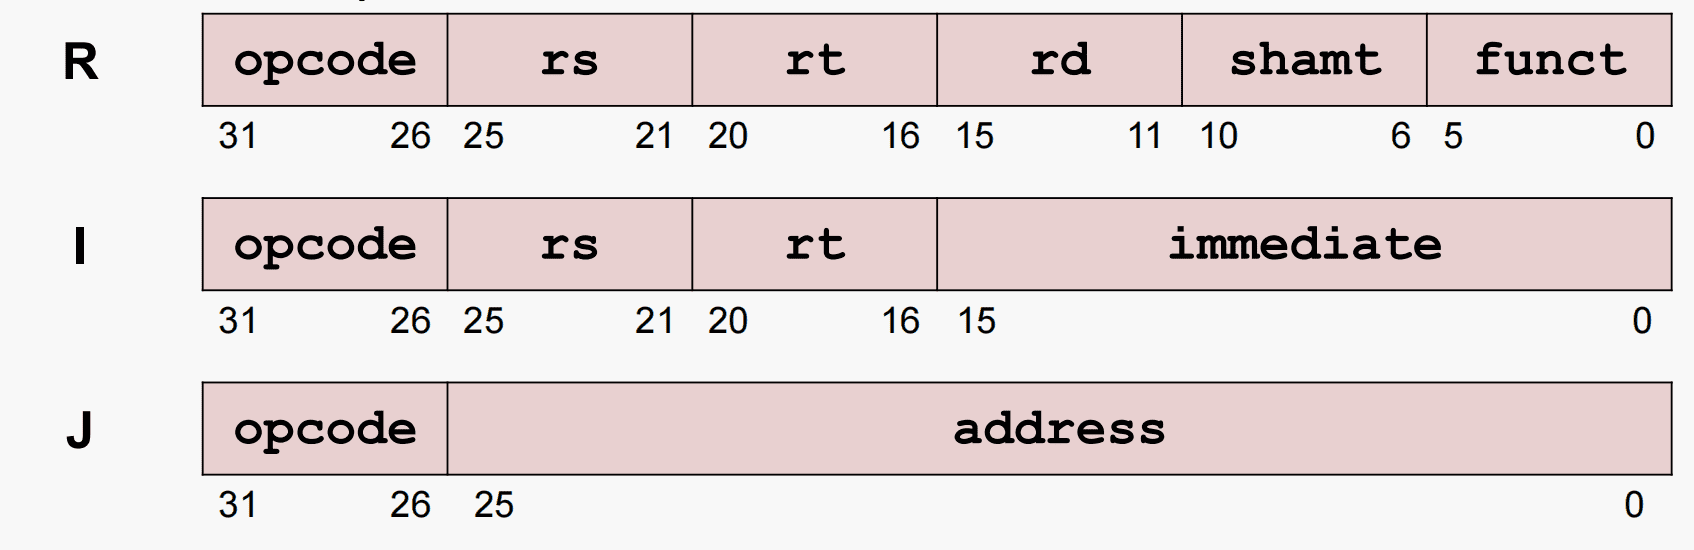 R opcode rs rt rd shamt funct
31 26 25 21 20 16 15 11 10 6 5 0
I opcode rs rt immediate
31 26 25 21 20 16 15 0
J opcode address
31 26 25 0